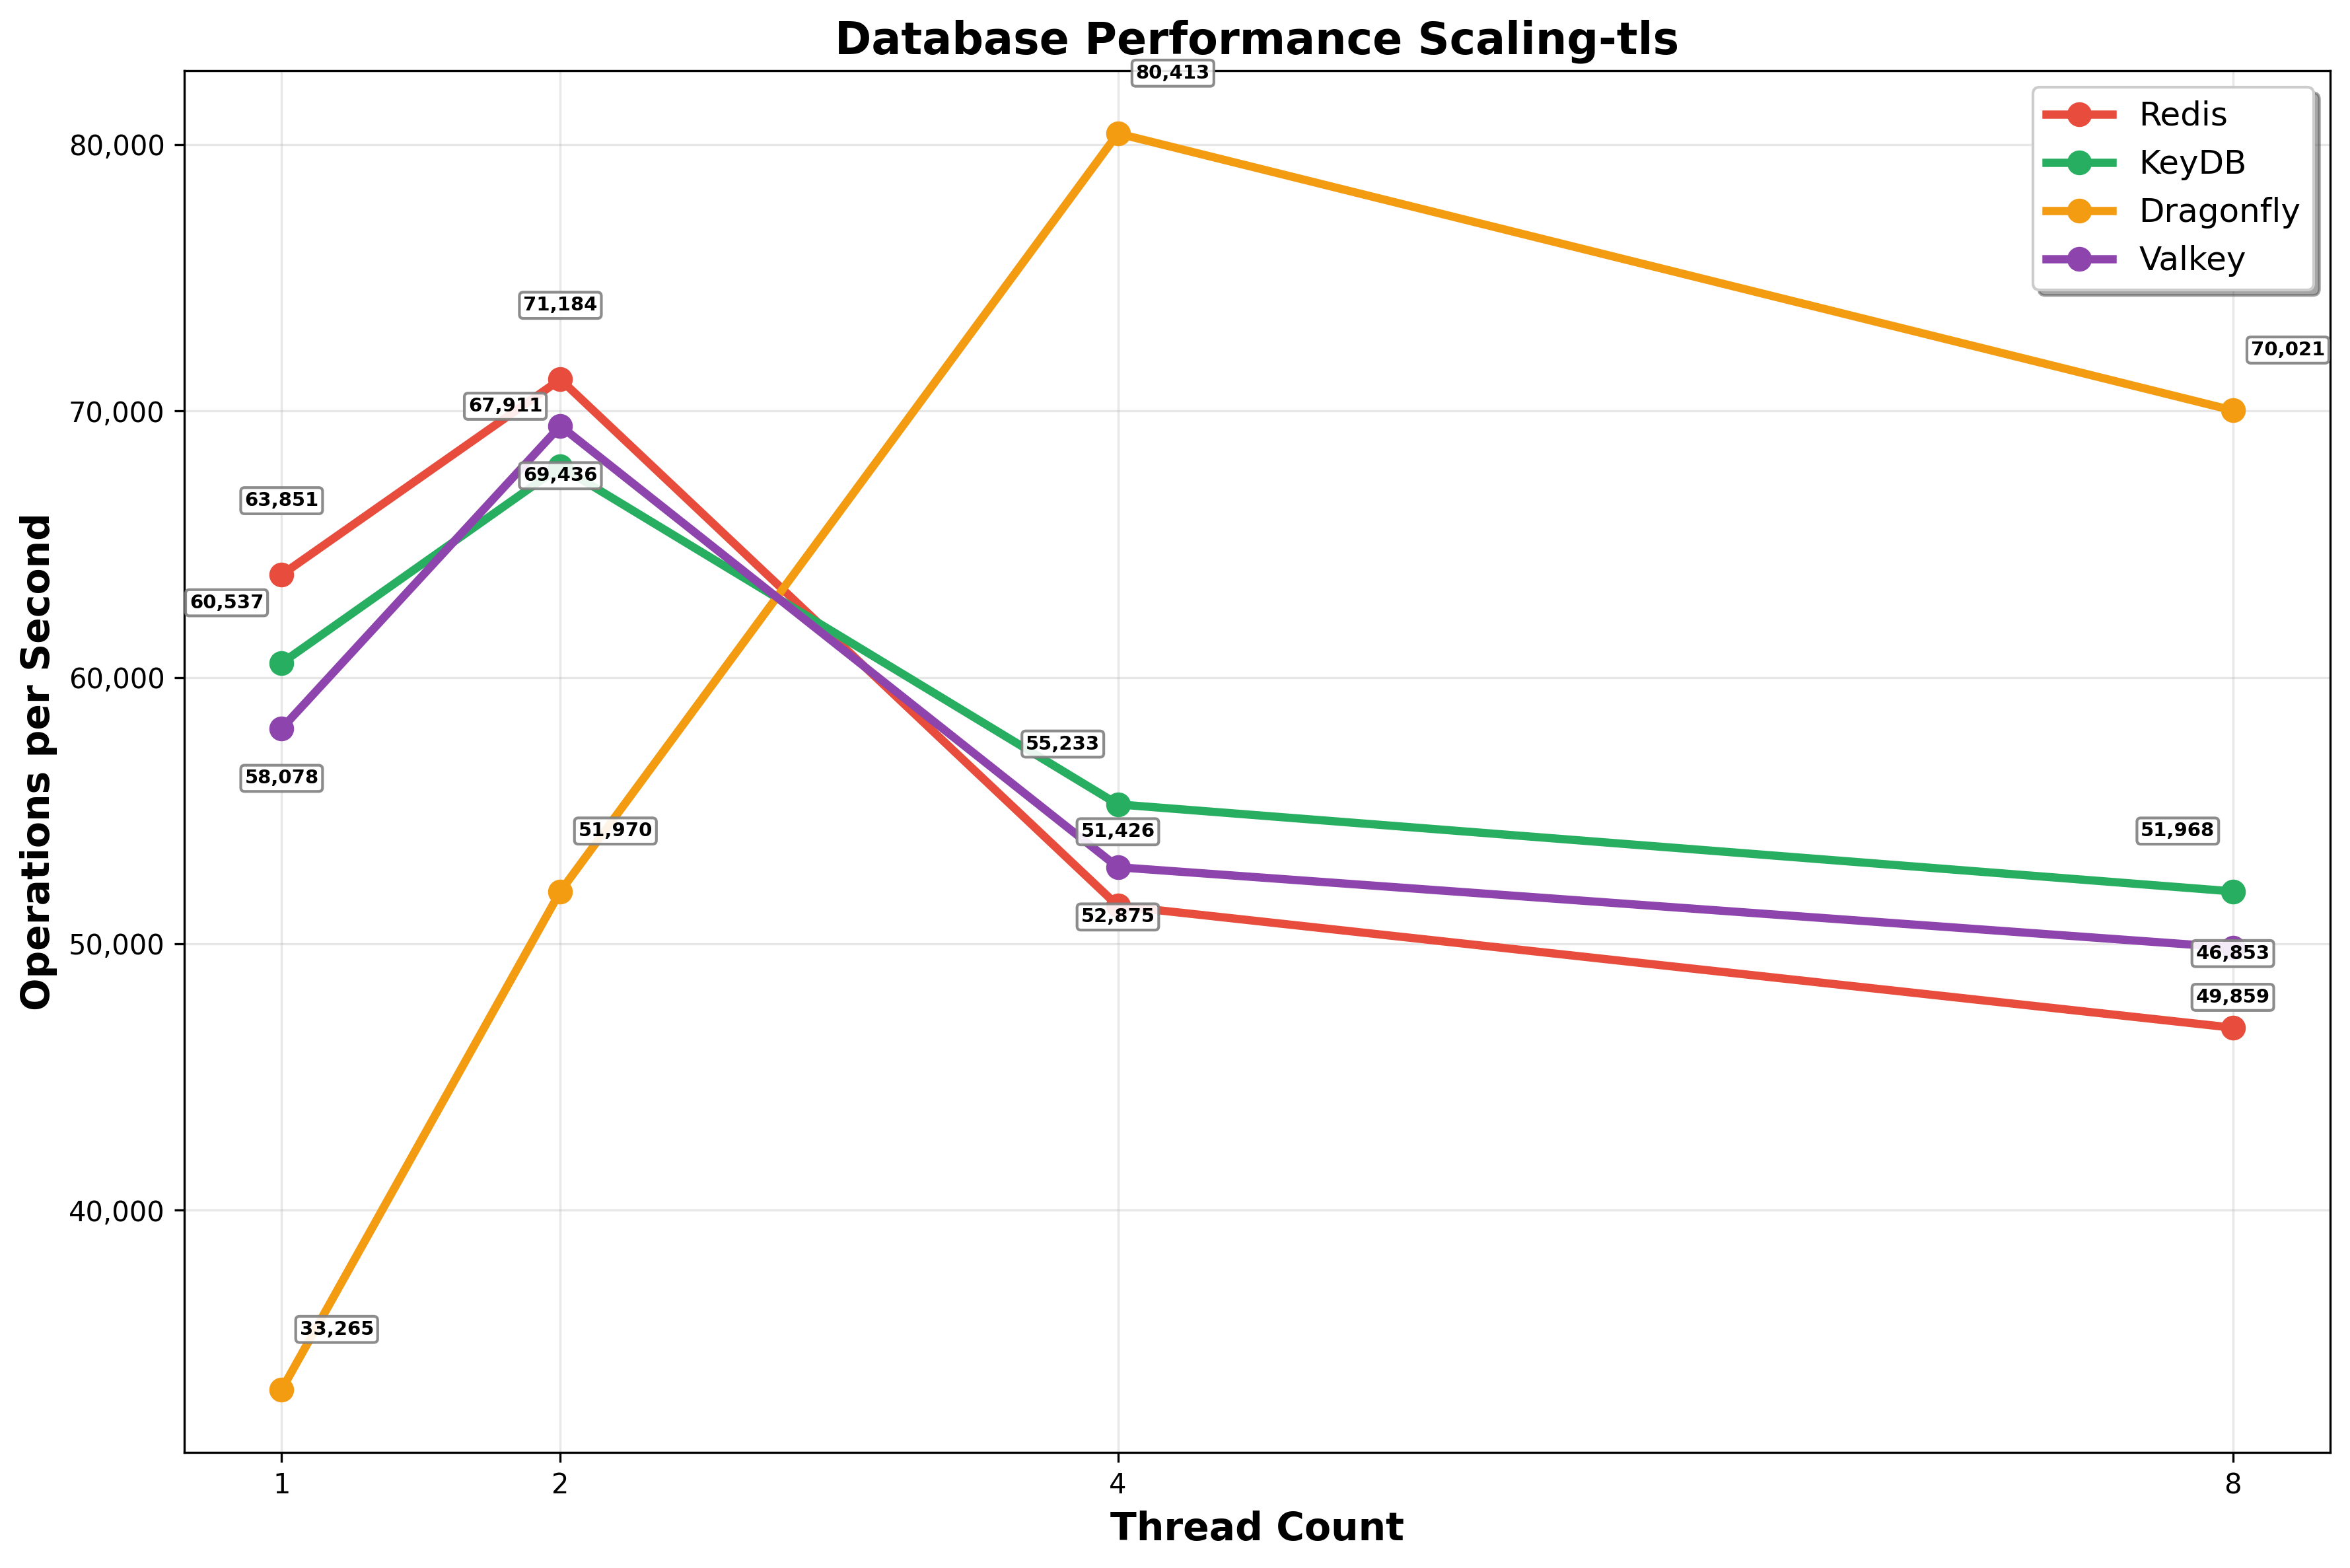 Database Performance Scaling-tls
80,413
Redis
KeyDB
Dragonfly
Valkey
80,000
71,184
70,021
67,911
70,000
69,436
63,851
60,537
60,000
55,233
58,078
51,970
51,426
51,968
52,875
50,000
46,853
49,859
40,000
33,265
Operations per Second
1 2 4 8
Thread Count